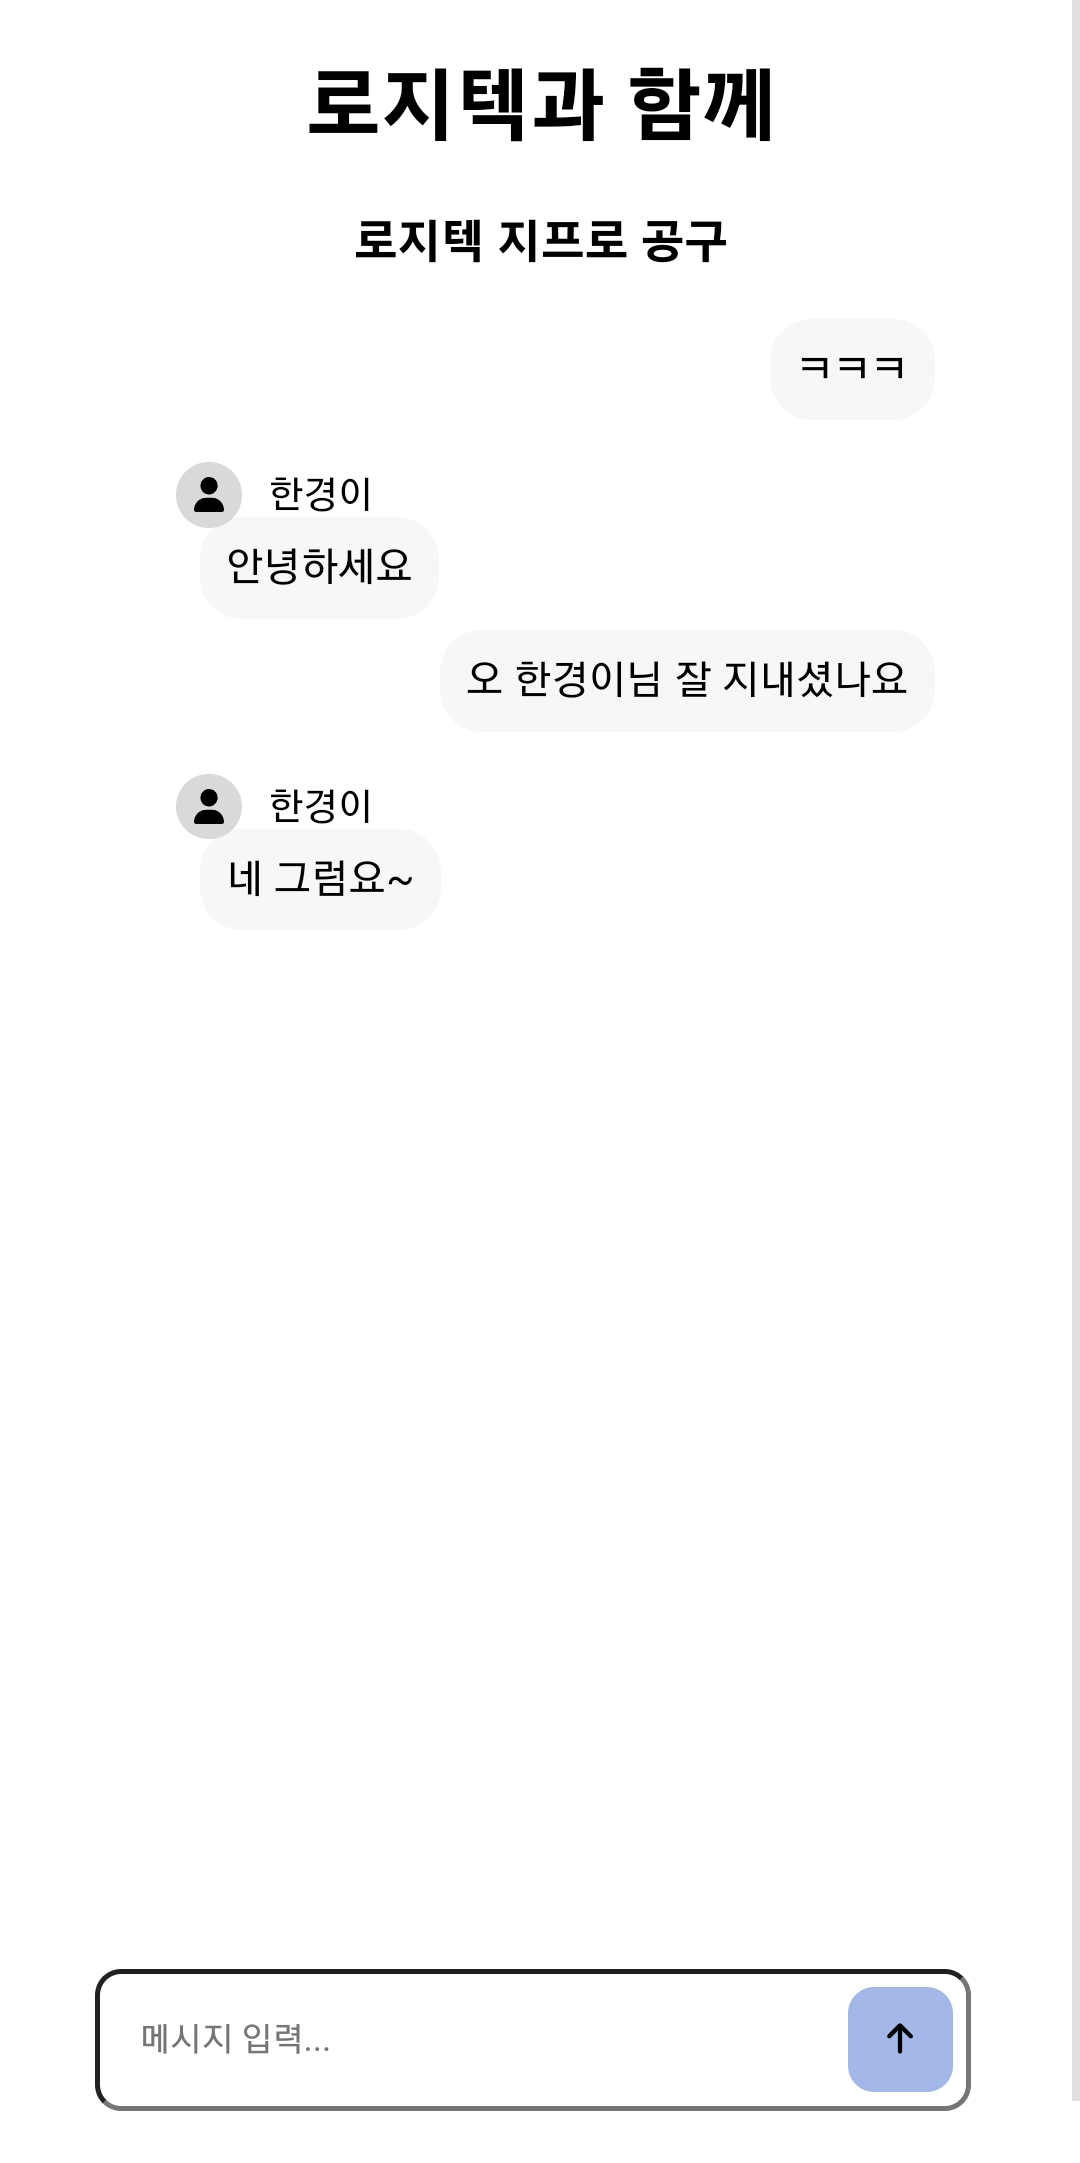 로지텍과 함께
로지텍 지프로 공구
ㅋㅋㅋ
한경이
안녕하세요
오 한경이님 잘 지내셨나요
한경이
네 그럼요~
메시지 입력...